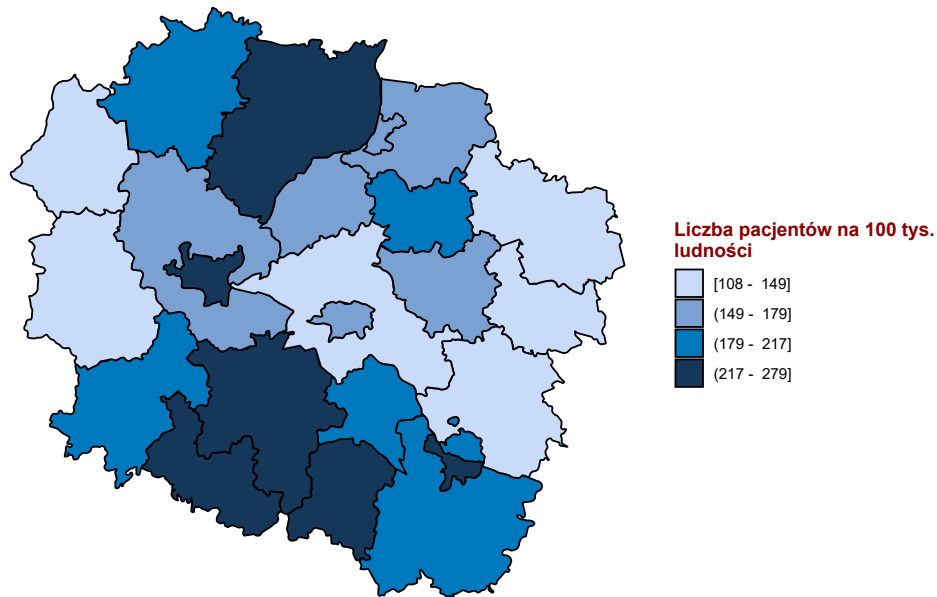 Liczba pacjentów na 100 tys.
ludności
[108 - 149]
(149 - 179]
(179 - 217]
(217 - 279]